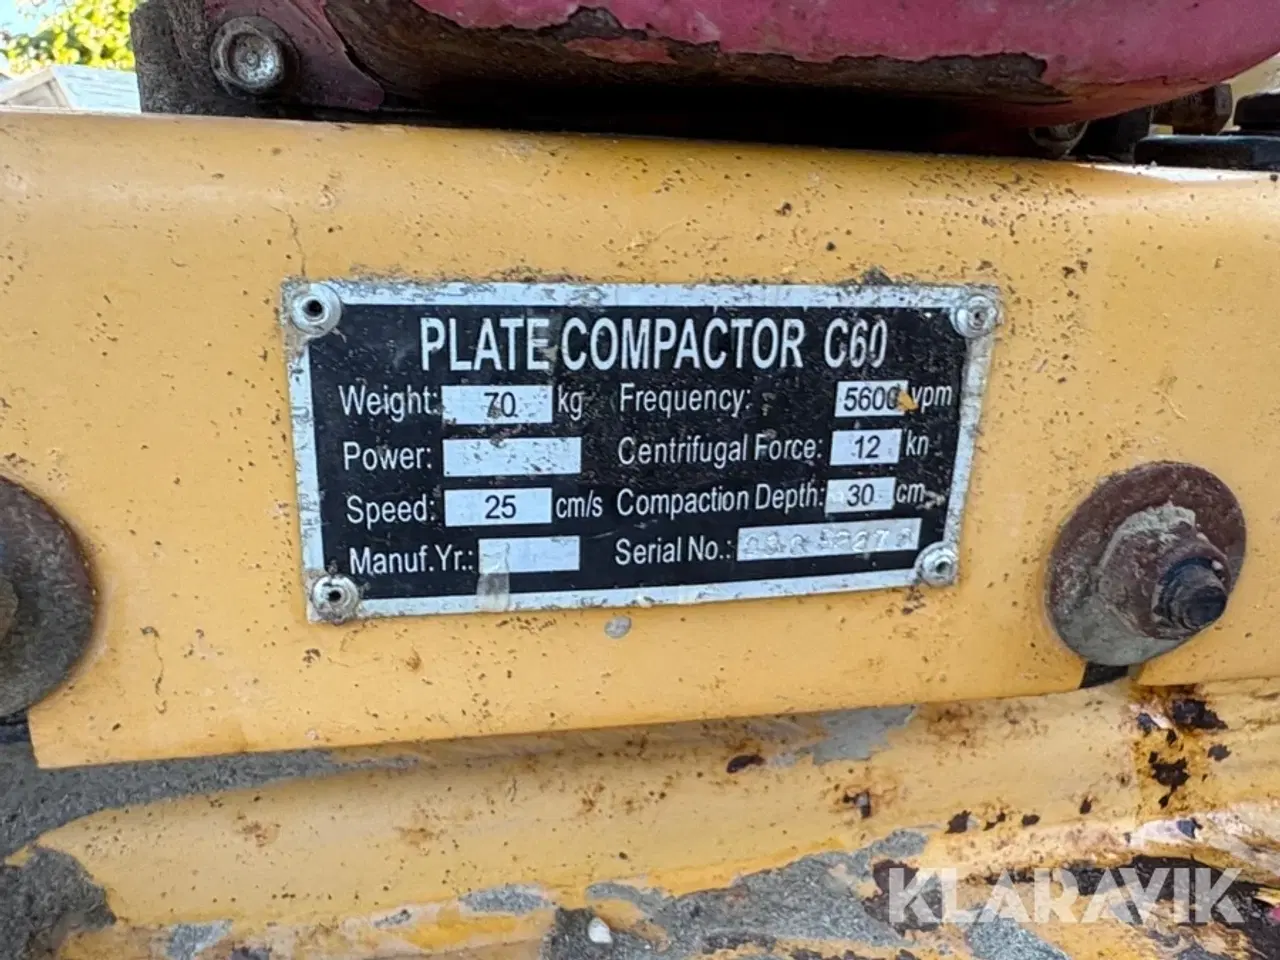 PLATE COMPACTOR C60
Weight: 70 kg Frequency: 5600 vpm
Power: Centrifugal Force: 12 kn
Speed: 25 cm/s Compaction Depth: 30 cm
Manuf.Yr.: Serial No.:
KLARAVIK